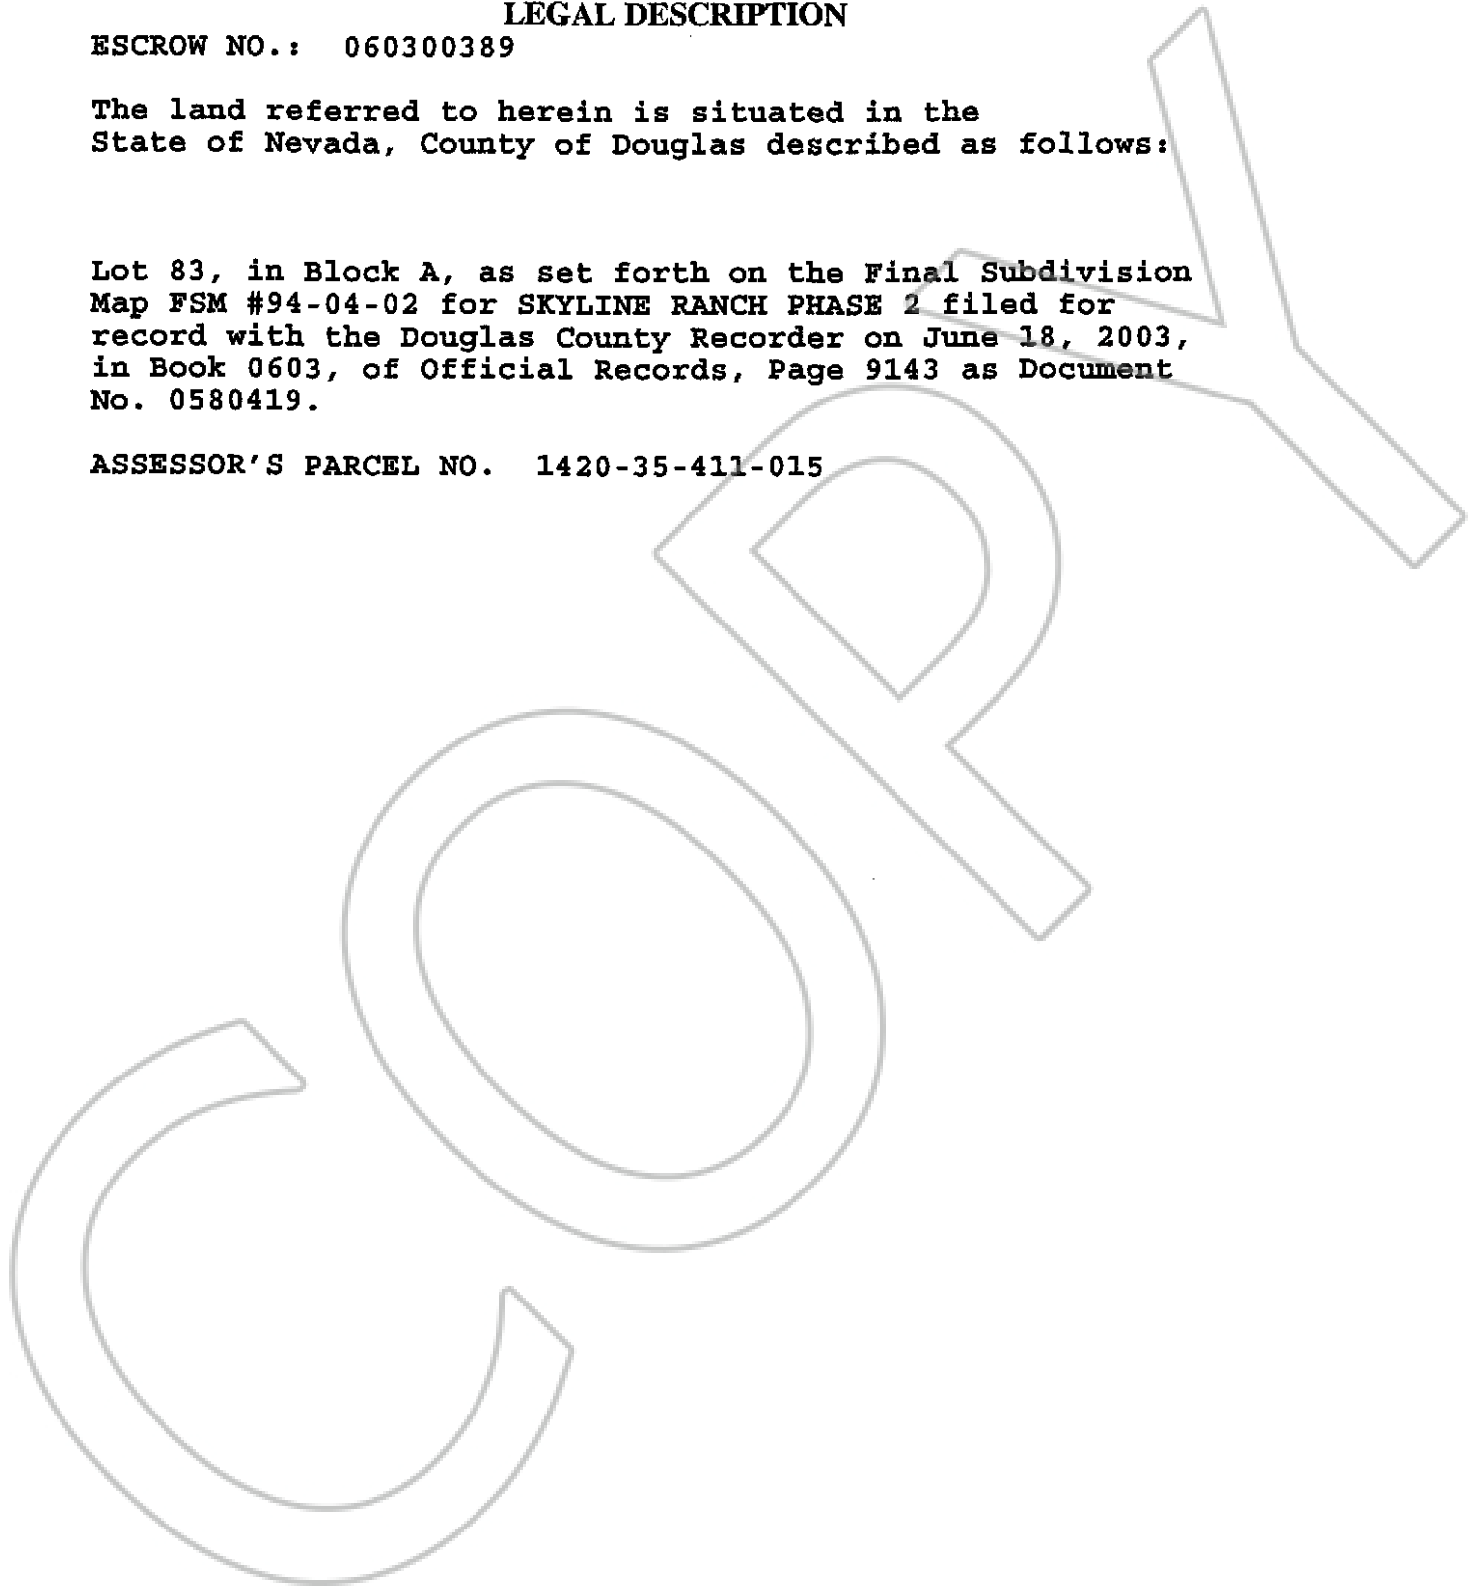 LEGAL DESCRIPTION
ESCROW NO.: 060300389
The land referred to herein is situated in the
State of Nevada, County of Douglas described as follows:
Lot 83, in Block A, as set forth on the Final Subdivision
Map FSM #94-04-02 for SKYLINE RANCH PHASE 2 filed for
record with the Douglas County Recorder on June 18, 2003,
in Book 0603, of Official Records, Page 9143 as Document
No. 0580419.
ASSESSOR'S PARCEL NO. 1420-35-411-015
COPY